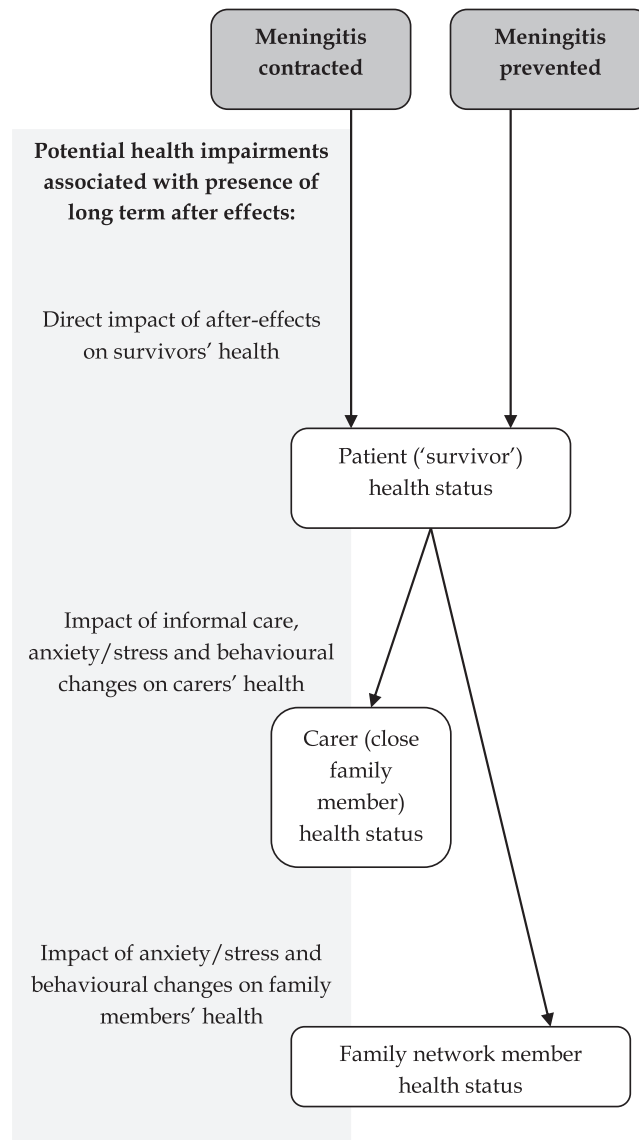 Meningitis
contracted
Meningitis
prevented
Potential health impairments
associated with presence of
long term after effects:
Direct impact of after-effects
on survivors’ health
Patient (‘survivor’)
health status
Impact of informal care,
anxiety/stress and behavioural
changes on carers’ health
Carer (close
family
member)
health status
Impact of anxiety/stress and
behavioural changes on family
members’ health
Family network member
health status